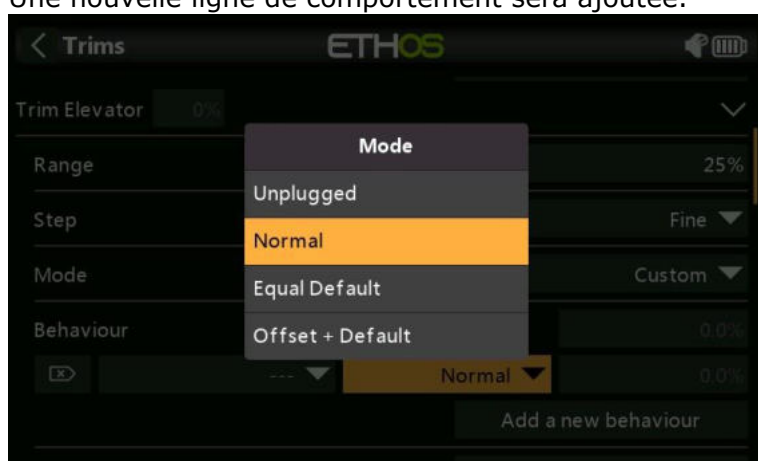 Une nouvelle ligne de comportement sera ajoutée.
Trims ETHOS
Trim Elevator 0%
Mode
Range 25%
Unplugged
Step Fine
Normal
Mode Custom
Equal Default
Behaviour 0.0%
Offset + Default
--- Normal 0.0%
Add a new behaviour